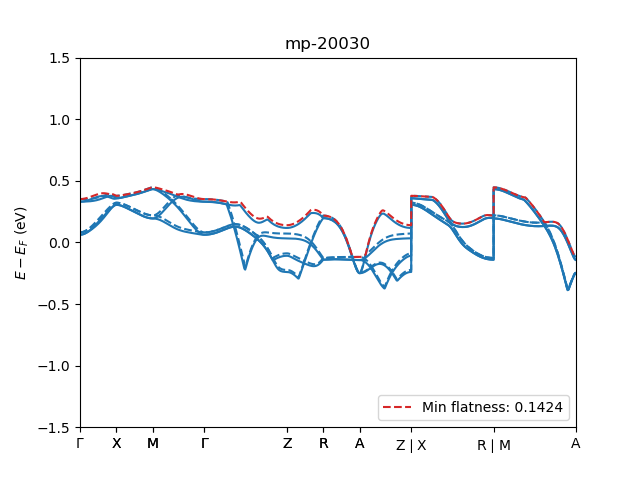 mp-20030
1.5
1.0
0.5
0.0
−0.5
−1.0
−1.5
E − E_F (eV)
Γ X M Γ Z R A Z | X R | M A
Min flatness: 0.1424